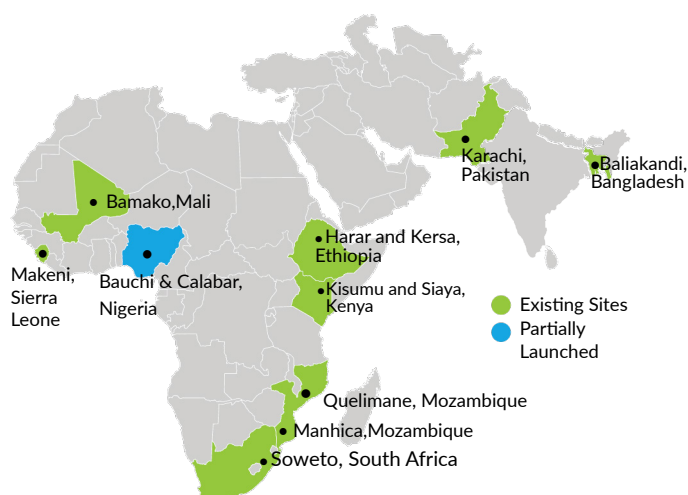 Karachi,
Pakistan
Baliakandi,
Bangladesh
Bamako,Mali
Harar and Kersa,
Ethiopia
Makeni,
Sierra
Leone
Bauchi & Calabar,
Nigeria
Kisumu and Siaya,
Kenya
Existing Sites
Partially
Launched
Quelimane, Mozambique
Manhica,Mozambique
Soweto, South Africa